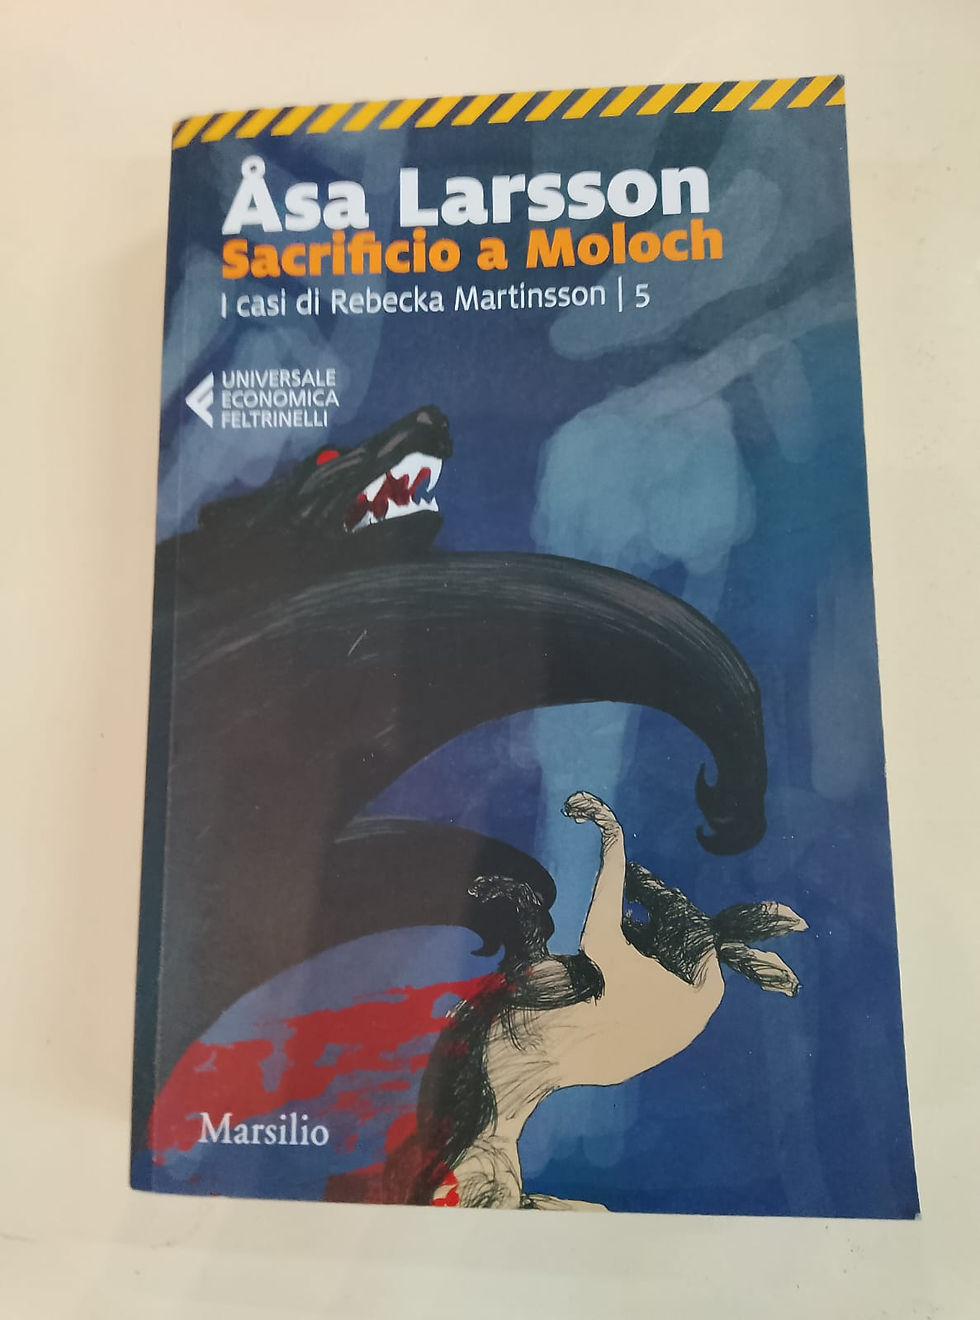 Åsa Larsson
Sacrificio a Moloch
I casi di Rebecka Martinsson | 5
UNIVERSALE
ECONOMICA
FELTRINELLI
Marsilio